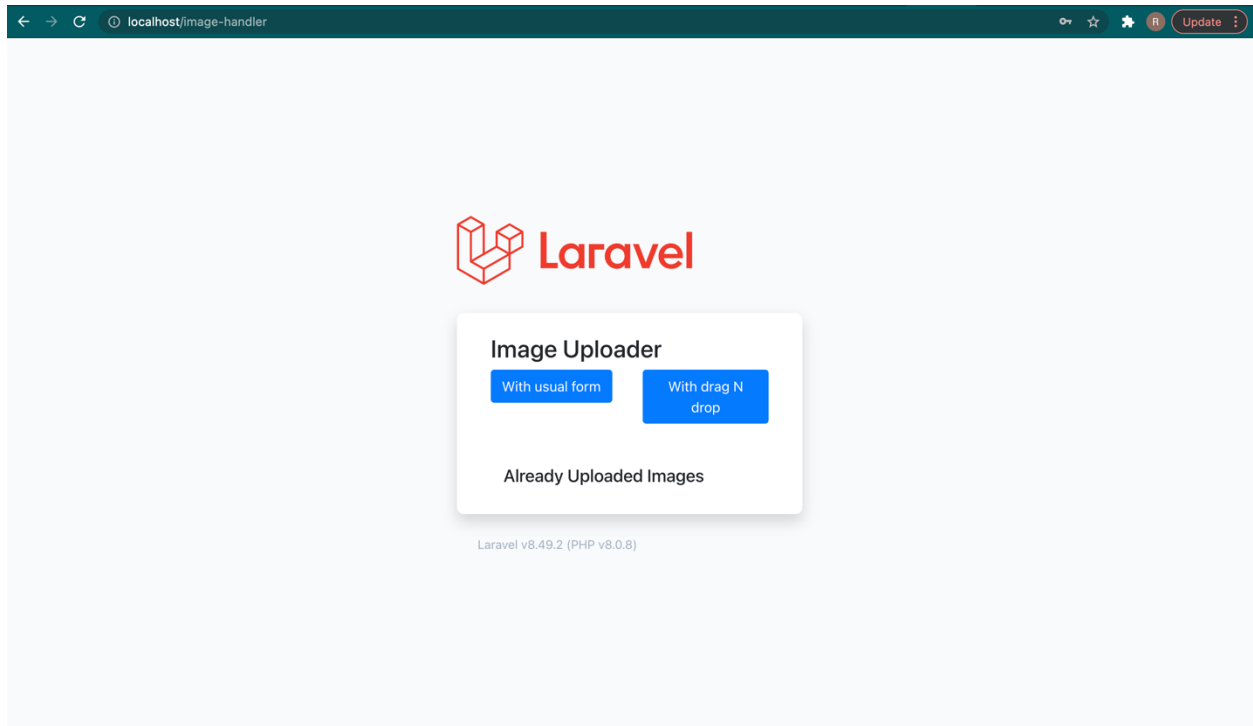 localhost/image-handler
R
Update
Laravel
Image Uploader
With usual form
With drag N
drop
Already Uploaded Images
Laravel v8.49.2 (PHP v8.0.8)